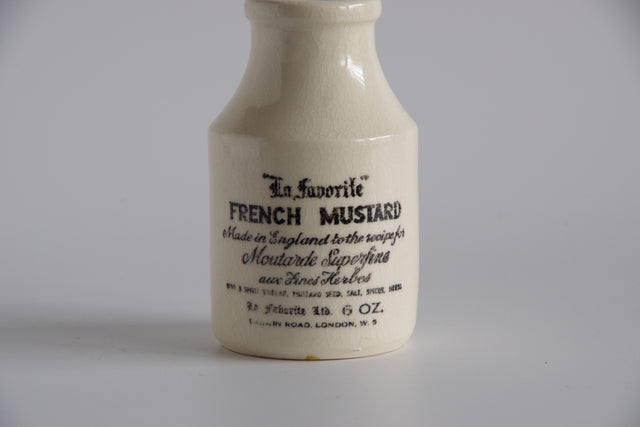 "La Favorite"
FRENCH MUSTARD
Made in England to the recipe for
Moutarde Superfine
aux Fines Herbes
MUSTARD SEED, SALT, SPICES,
La Favorite Ltd. 6 OZ.
ROAD, LONDON, W. 5